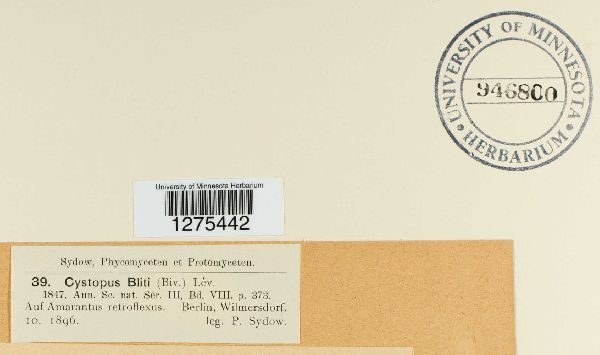 UNIVERSITY OF MINNESOTA
946800
HERBARIUM
University of Minnesota Herbarium
1275442
Sydow, Phycomyceten et Protomyceten.
39. Cystopus Bliti (Biv.) Lév.
1847. Ann. Sc. nat. Sér. III, Bd. VIII. p. 373.
Auf Amarantus retroflexus. Berlin, Wilmersdorf.
10. 1896. leg. P. Sydow.